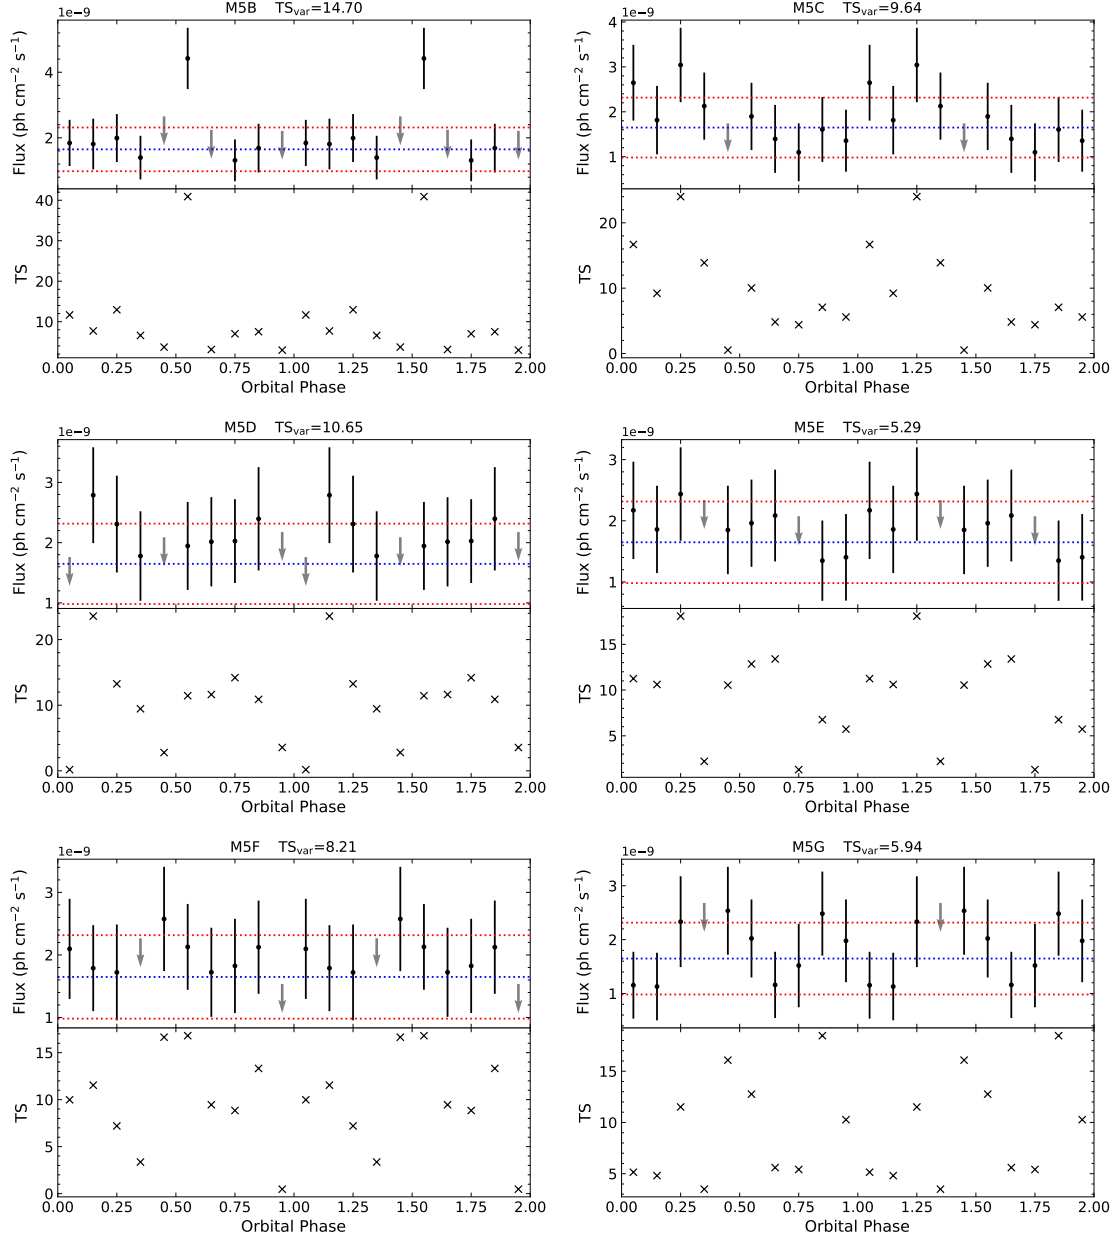 M5B TSvar=14.70
1e−9
Flux (ph cm−2 s−1)
4
2
TS
40
30
20
10
0.00 0.25 0.50 0.75 1.00 1.25 1.50 1.75 2.00
Orbital Phase
M5C TSvar=9.64
1e−9
Flux (ph cm−2 s−1)
4
3
2
1
TS
20
10
0
0.00 0.25 0.50 0.75 1.00 1.25 1.50 1.75 2.00
Orbital Phase
M5D TSvar=10.65
1e−9
Flux (ph cm−2 s−1)
3
2
1
TS
20
10
0
0.00 0.25 0.50 0.75 1.00 1.25 1.50 1.75 2.00
Orbital Phase
M5E TSvar=5.29
1e−9
Flux (ph cm−2 s−1)
3
2
1
TS
15
10
5
0.00 0.25 0.50 0.75 1.00 1.25 1.50 1.75 2.00
Orbital Phase
M5F TSvar=8.21
1e−9
Flux (ph cm−2 s−1)
3
2
1
TS
15
10
5
0
0.00 0.25 0.50 0.75 1.00 1.25 1.50 1.75 2.00
Orbital Phase
M5G TSvar=5.94
1e−9
Flux (ph cm−2 s−1)
3
2
1
TS
15
10
5
0.00 0.25 0.50 0.75 1.00 1.25 1.50 1.75 2.00
Orbital Phase